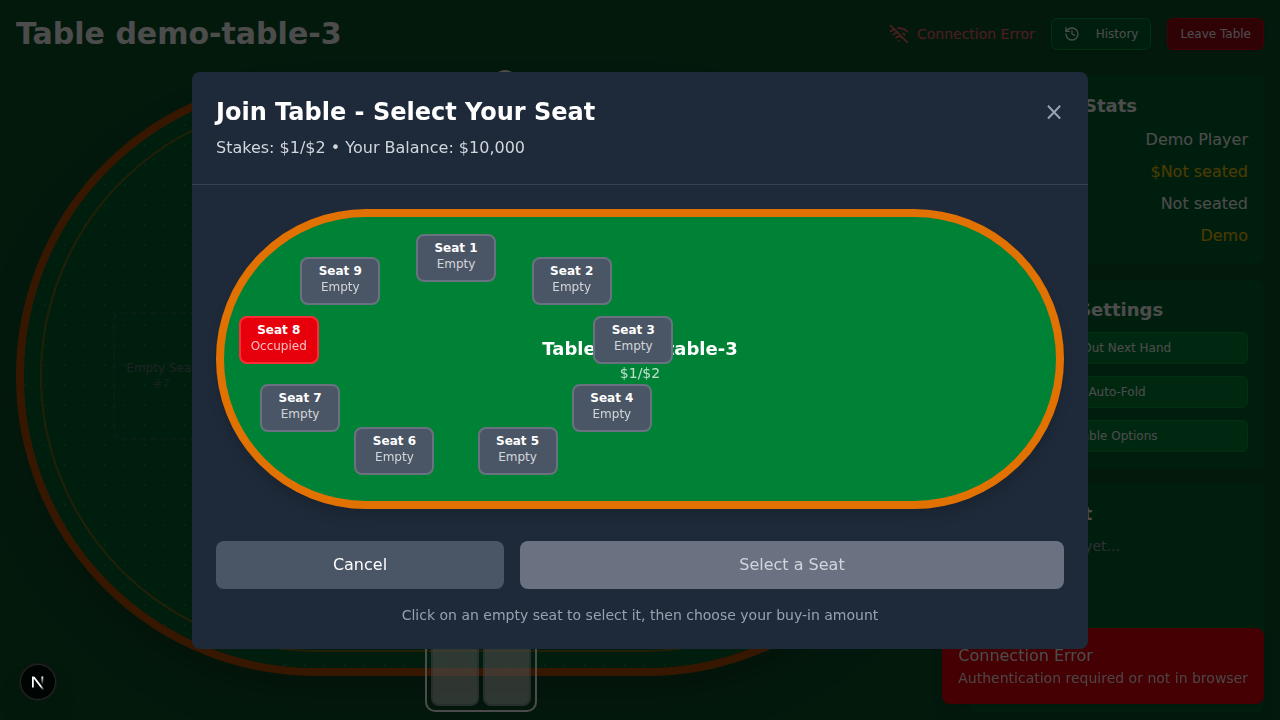 Table demo-table-3
Connection Error
History
Leave Table
Join Table - Select Your Seat
Stakes: $1/$2 • Your Balance: $10,000
Seat 1
Empty
Seat 9
Empty
Seat 2
Empty
Seat 8
Occupied
Seat 3
Empty
Table table-3
$1/$2
Seat 7
Empty
Seat 4
Empty
Seat 6
Empty
Seat 5
Empty
Cancel
Select a Seat
Click on an empty seat to select it, then choose your buy-in amount
Empty Sea
#7
Stats
Demo Player
$Not seated
Not seated
Demo
Settings
Out Next Hand
Auto-Fold
ble Options
t
yet...
Connection Error
Authentication required or not in browser
N